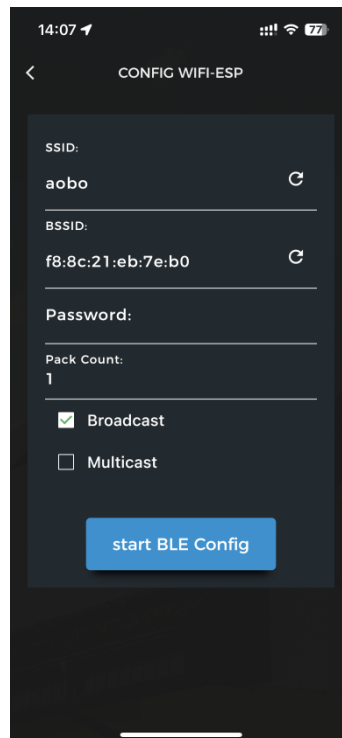 14:07
77
CONFIG WIFI-ESP
SSID:
aobo
BSSID:
f8:8c:21:eb:7e:b0
Password:
Pack Count:
1
Broadcast
Multicast
start BLE Config